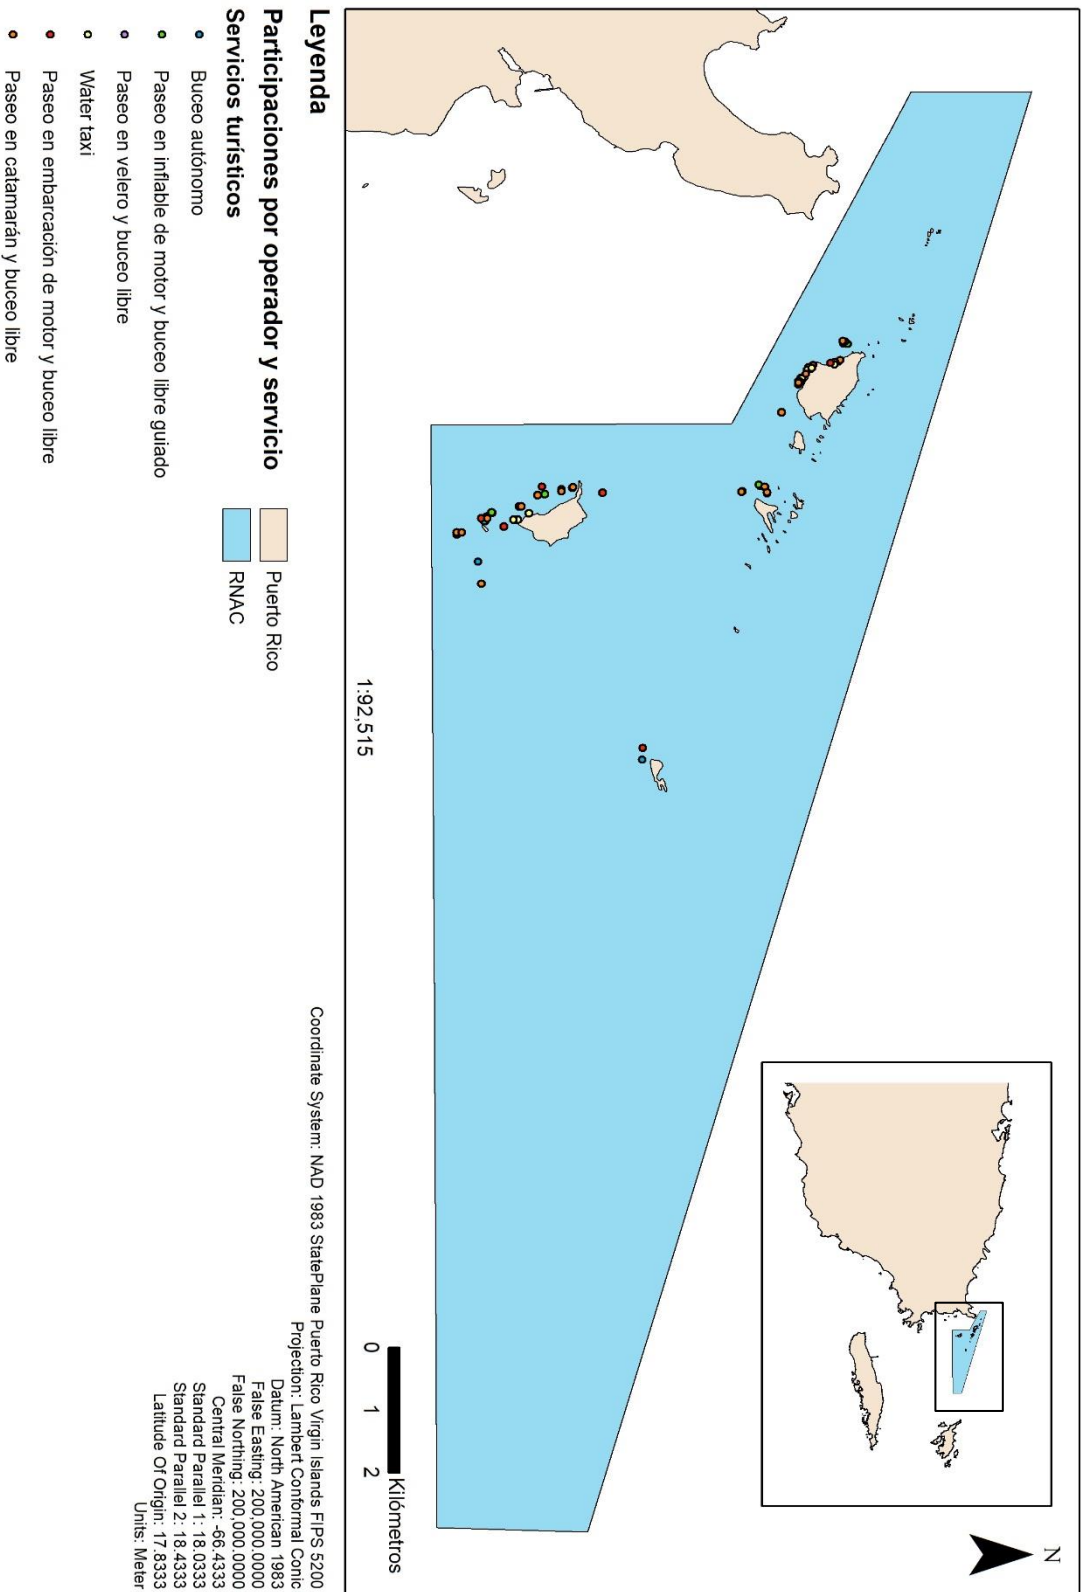 N
1:92,515
0 1 2
Kilómetros
Leyenda
Participaciones por operador y servicio
Servicios turísticos
Buceo autónomo
Paseo en inflable de motor y buceo libre guiado
Paseo en velero y buceo libre
Water taxi
Paseo en embarcación de motor y buceo libre
Paseo en catamarán y buceo libre
Puerto Rico
RNAC
Coordinate System: NAD 1983 StatePlane Puerto Rico Virgin Islands FIPS 5200
Projection: Lambert Conformal Conic
Datum: North American 1983
False Easting: 200,000.0000
False Northing: 200,000.0000
Central Meridian: -66.4333
Standard Parallel 1: 18.0333
Standard Parallel 2: 18.4333
Latitude Of Origin: 17.8333
Units: Meter